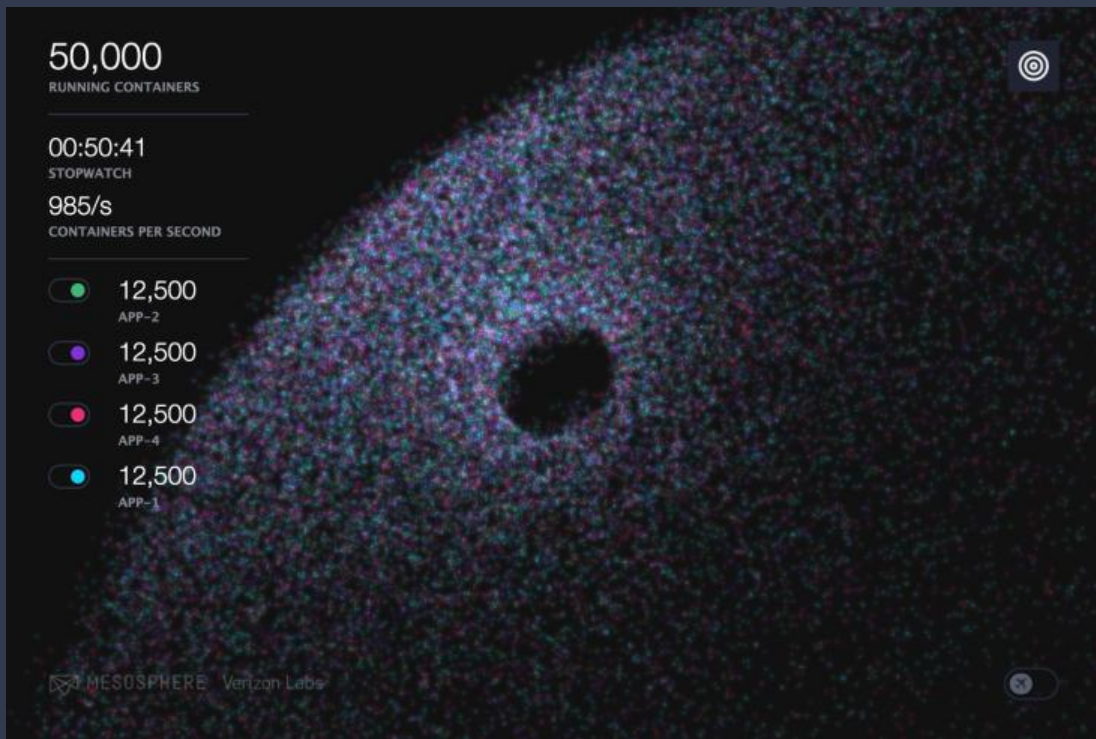 50,000
RUNNING CONTAINERS
00:50:41
STOPWATCH
985/s
CONTAINERS PER SECOND
12,500
APP-2
12,500
APP-3
12,500
APP-4
12,500
APP-1
MESOSPHERE Verizon Labs